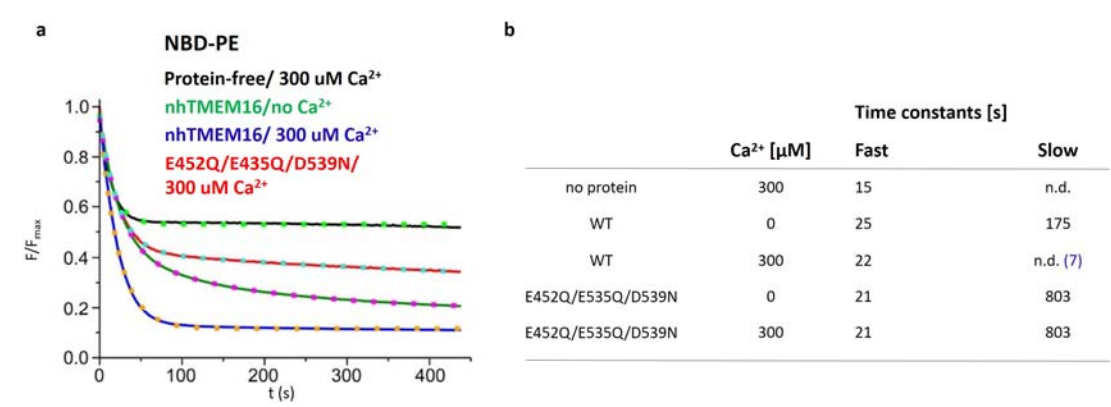 a
NBD-PE
Protein-free/ 300 uM Ca²⁺
nhTMEM16/no Ca²⁺
nhTMEM16/ 300 uM Ca²⁺
E452Q/E435Q/D539N/
300 uM Ca²⁺
1.0
0.8
0.6
0.4
0.2
0.0
F/Fmax
0 100 200 300 400
t (s)
b
Time constants [s]
Ca²⁺ [µM] Fast Slow
no protein 300 15 n.d.
WT 0 25 175
WT 300 22 n.d. (7)
E452Q/E535Q/D539N 0 21 803
E452Q/E535Q/D539N 300 21 803